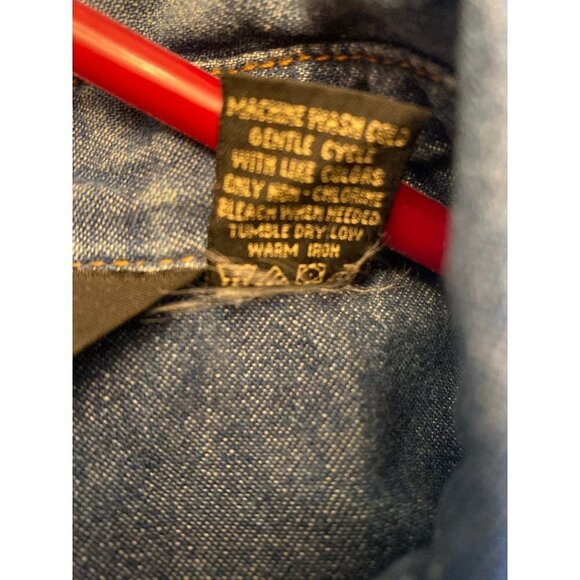 MACHINE WASH COLD
GENTLE CYCLE
WITH LIKE COLORS
ONLY NON - CHLORINE
BLEACH WHEN NEEDED
TUMBLE DRY LOW
WARM IRON